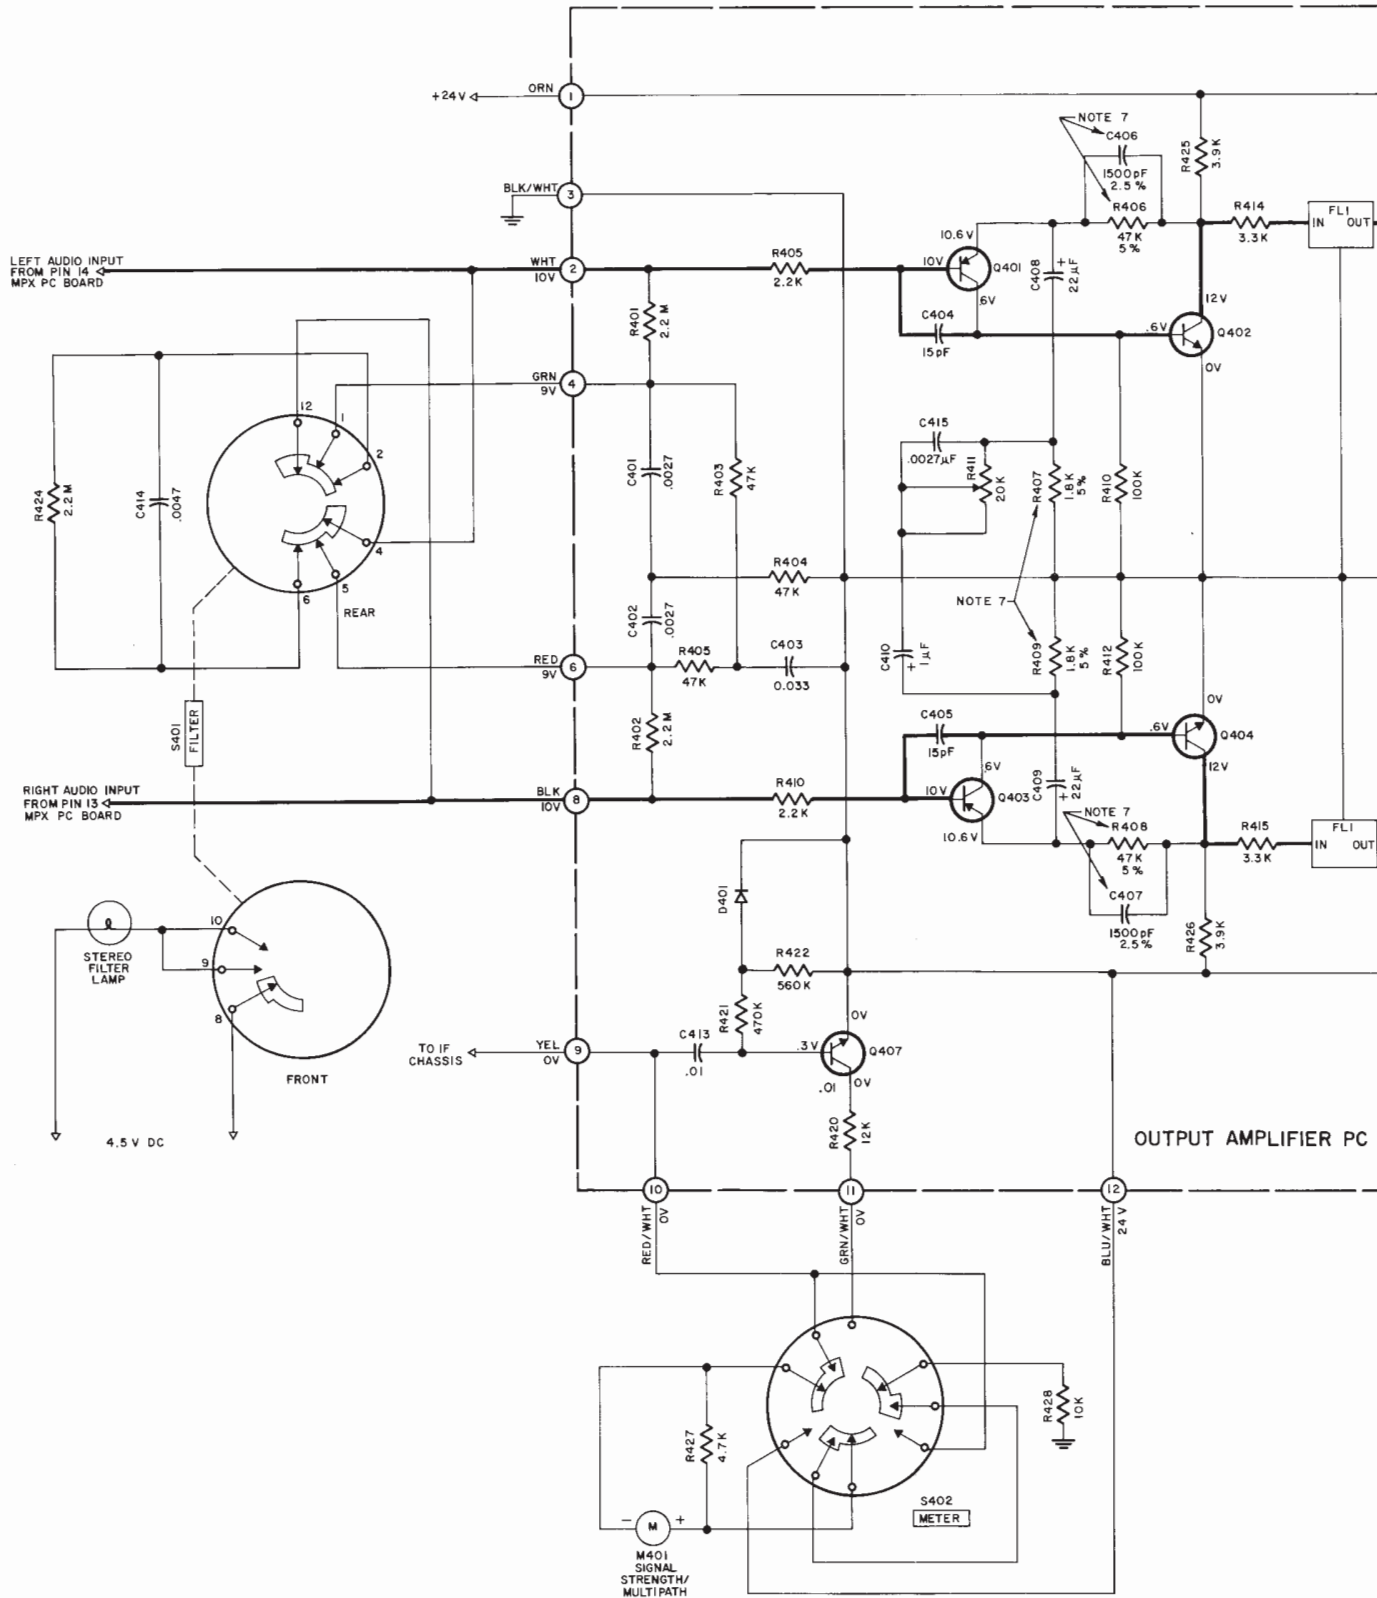 +24V
ORN
1
NOTE 7
C406
1500pF
2.5%
R425
3.9K
BLK/WHT
3
R406
47K
5%
R414
3.3K
FL1
IN OUT
LEFT AUDIO INPUT
FROM PIN 14
MPX PC BOARD
WHT
10V
2
R405
2.2K
10.6V
10V
Q401
.6V
C408
22µF
12V
R401
2.2M
C404
15pF
.6V
Q402
0V
GRN
9V
4
12
1
2
R424
2.2M
C414
.0047
4
5
6
REAR
C401
.0027
R403
47K
C415
.0027µF
R411
20K
R407
1.8K
5%
R410
100K
R404
47K
NOTE 7
C402
.0027
RED
9V
6
R405
47K
C403
0.033
C410
+ 1µF
R409
1.8K
5%
R412
100K
S401
FILTER
R402
2.2M
C405
15pF
0V
.6V
Q404
12V
RIGHT AUDIO INPUT
FROM PIN 13
MPX PC BOARD
BLK
10V
8
R410
2.2K
.6V
10V
Q403
10.6V
C409
22µF
NOTE 7
R408
47K
5%
C407
1500pF
2.5%
R415
3.3K
FL1
IN OUT
R426
3.9K
D401
STEREO
FILTER
LAMP
10
9
8
FRONT
4.5V DC
R422
560K
R421
470K
TO IF
CHASSIS
YEL
0V
9
C413
.01
.3V
0V
Q407
.01
0V
R420
12K
OUTPUT AMPLIFIER PC
10
11
12
RED/WHT
0V
GRN/WHT
0V
BLU/WHT
24V
R427
4.7K
R428
10K
S402
METER
- M +
M401
SIGNAL
STRENGTH/
MULTIPATH